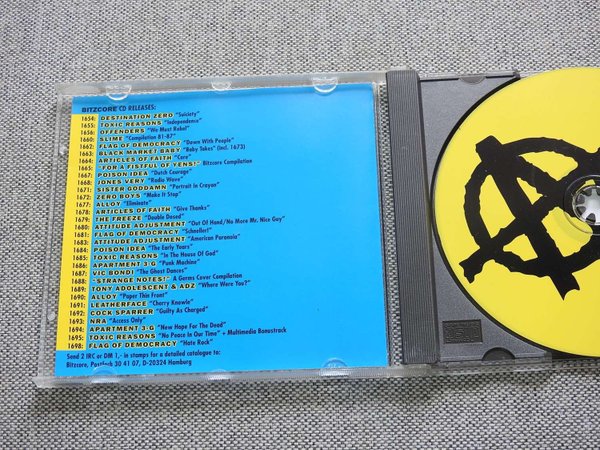 BITZCORE CD RELEASES:
1654: DESTINATION ZERO "Suiciety"
1655: TOXIC REASONS "Independence"
1656: OFFENDERS "We Must Rebel"
1660: SLIME "Compilation 81-87"
1662: FLAG OF DEMOCRACY "Down With People"
1663: BLACK MARKET BABY "Baby Takes" (incl. 1673)
1664: ARTICLES OF FAITH "Core"
1665: "FOR A FISTFUL OF YENS!" Bitzcore Compilation
1667: POISON IDEA "Dutch Courage"
1668: JONES VERY "Radio Wave"
1671: SISTER GODDAMN "Portrait In Crayon"
1672: ZERO BOYS "Make It Stop"
1677: ALLOY "Eliminate"
1678: ARTICLES OF FAITH "Give Thanks"
1679: THE FREEZE "Double Dosed"
1680: ATTITUDE ADJUSTMENT "Out Of Hand/No More Mr. Nice Guy"
1681: FLAG OF DEMOCRACY "Schneller!"
1683: ATTITUDE ADJUSTMENT "American Paranoia"
1684: POISON IDEA "The Early Years"
1685: TOXIC REASONS "In The House Of God"
1686: APARTMENT 3-G "Punk Machine"
1687: VIC BONDI "The Ghost Dances"
1688: "STRANGE NOTES!" A Germs Cover Compilation
1689: TONY ADOLESCENT & ADZ "Where Were You?"
1690: ALLOY "Paper Thin Front"
1691: LEATHERFACE "Cherry Knowle"
1692: COCK SPARRER "Guilty As Charged"
1693: NRA "Access Only"
1694: APARTMENT 3-G "New Hope For The Dead"
1695: TOXIC REASONS "No Peace In Our Time" + Multimedia Bonustrack
1698: FLAG OF DEMOCRACY "Hate Rock"
Send 2 IRC or DM 1,- in stamps for a detailed catalogue to:
Bitzcore, Postfach 30 41 07, D-20324 Hamburg